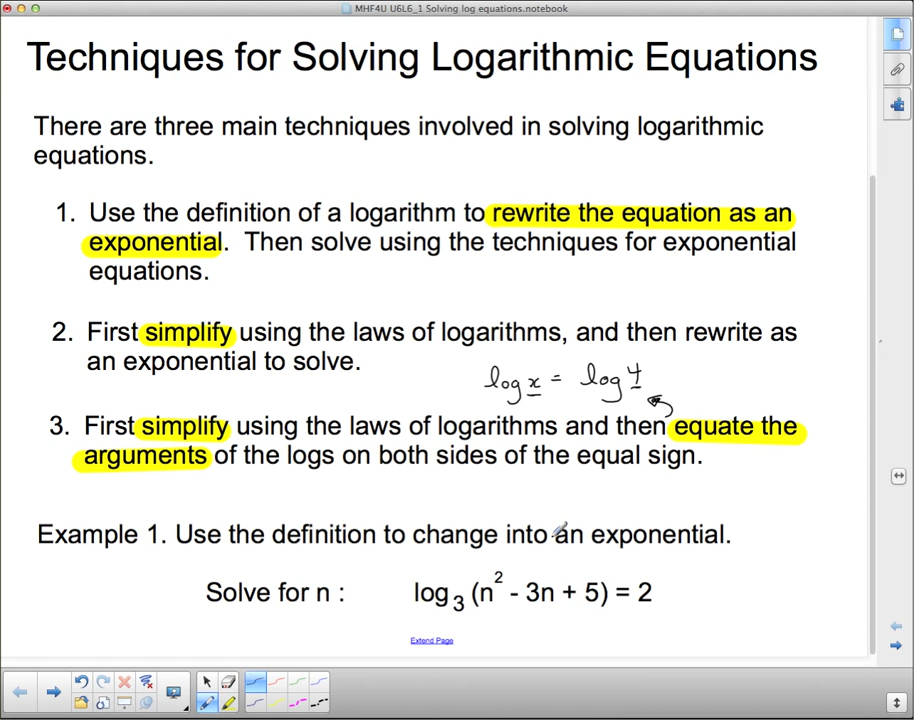 MHF4U U6L6_1 Solving log equations.notebook
Techniques for Solving Logarithmic Equations
There are three main techniques involved in solving logarithmic
equations.
1. Use the definition of a logarithm to rewrite the equation as an
exponential. Then solve using the techniques for exponential
equations.
2. First simplify using the laws of logarithms, and then rewrite as
an exponential to solve.
log x = log 4
3. First simplify using the laws of logarithms and then equate the
arguments of the logs on both sides of the equal sign.
Example 1. Use the definition to change into an exponential.
Solve for n : log₃ (n² - 3n + 5) = 2
Extend Page